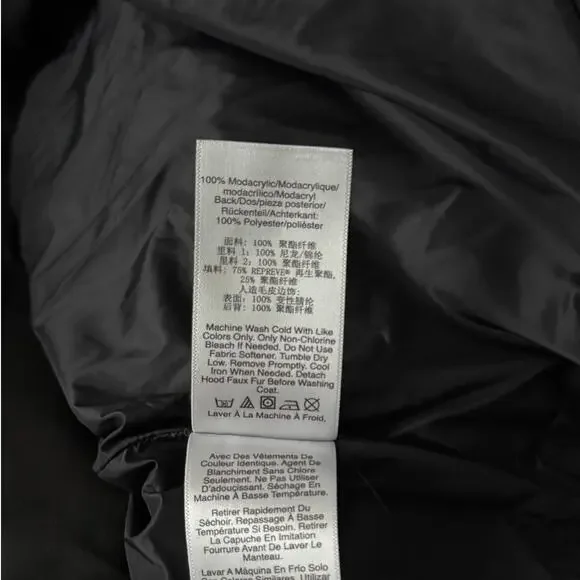 100% Modacrylic/Modacrylique/
modacrílico/Modacryl
Back/Dos/pieza posterior/
Rückenteil/Achterkant:
100% Polyester/poliéster
面料: 100% 聚酯纤维
里料 1: 100% 尼龙/锦纶
里料 2: 100% 聚酯纤维
填料: 75% REPREVE® 再生聚酯,
25% 聚酯纤维
人造毛皮边饰:
表面: 100% 变性腈纶
后背: 100% 聚酯纤维
Machine Wash Cold With Like
Colors Only. Only Non-Chlorine
Bleach If Needed. Do Not Use
Fabric Softener. Tumble Dry
Low. Remove Promptly. Cool
Iron When Needed. Detach
Hood Faux Fur Before Washing
Coat.
Laver À La Machine À Froid,
Avec Des Vêtements De
Couleur Identique. Agent De
Blanchiment Sans Chlore
Seulement. Ne Pas Utiliser
D'adoucissant. Séchage En
Machine À Basse Température.
Retirer Rapidement Du
Séchoir. Repassage À Basse
Température Si Besoin. Retirer
La Capuche En Imitation
Fourrure Avant De Laver Le
Manteau.
Lavar A Máquina En Frío Solo
Con Colores Similares. Utilizar